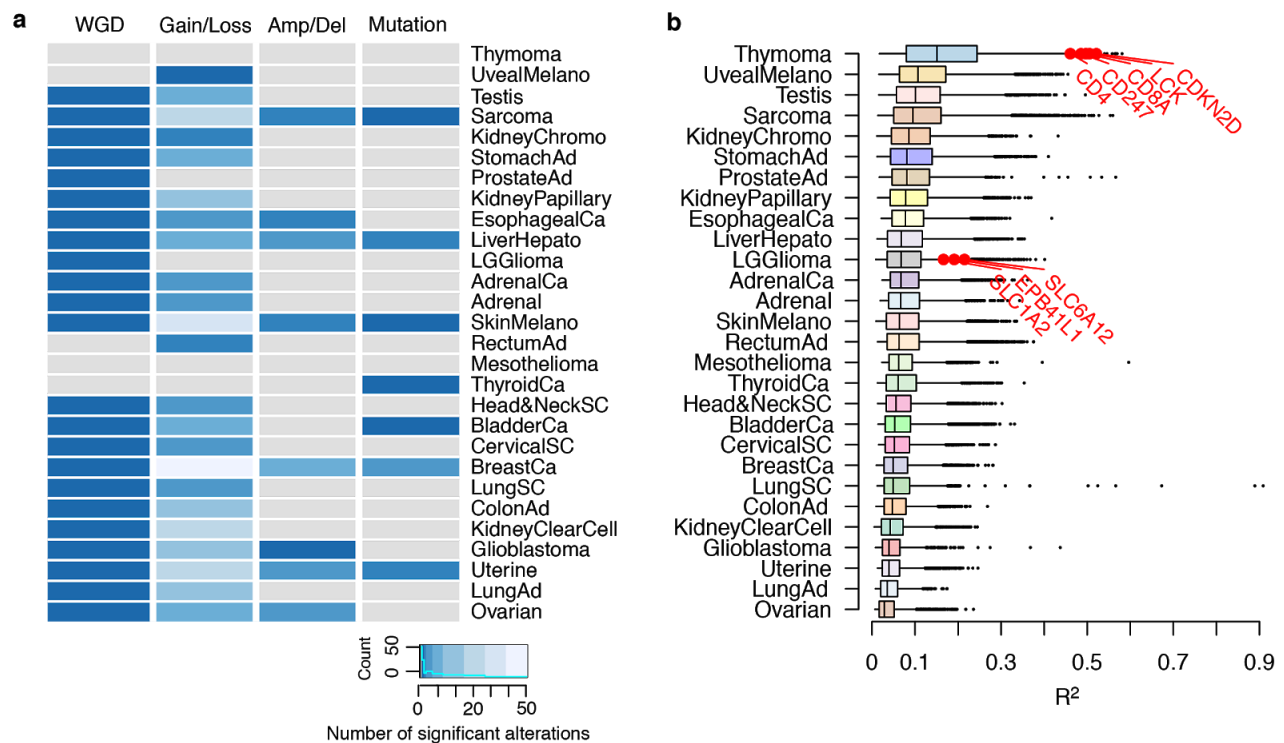 a
WGD Gain/Loss Amp/Del Mutation
Thymoma
UvealMelano
Testis
Sarcoma
KidneyChromo
StomachAd
ProstateAd
KidneyPapillary
EsophagealCa
LiverHepato
LGGlioma
AdrenalCa
Adrenal
SkinMelano
RectumAd
Mesothelioma
ThyroidCa
Head&NeckSC
BladderCa
CervicalSC
BreastCa
LungSC
ColonAd
KidneyClearCell
Glioblastoma
Uterine
LungAd
Ovarian
Count
0 50
0 20 50
Number of significant alterations
b
Thymoma
UvealMelano
Testis
Sarcoma
KidneyChromo
StomachAd
ProstateAd
KidneyPapillary
EsophagealCa
LiverHepato
LGGlioma
AdrenalCa
Adrenal
SkinMelano
RectumAd
Mesothelioma
ThyroidCa
Head&NeckSC
BladderCa
CervicalSC
BreastCa
LungSC
ColonAd
KidneyClearCell
Glioblastoma
Uterine
LungAd
Ovarian
CD4
CD247
CD8A
LCK
CDKN2D
SLC1A2
EPB41L1
SLC6A12
0 0.1 0.3 0.5 0.7 0.9
R²